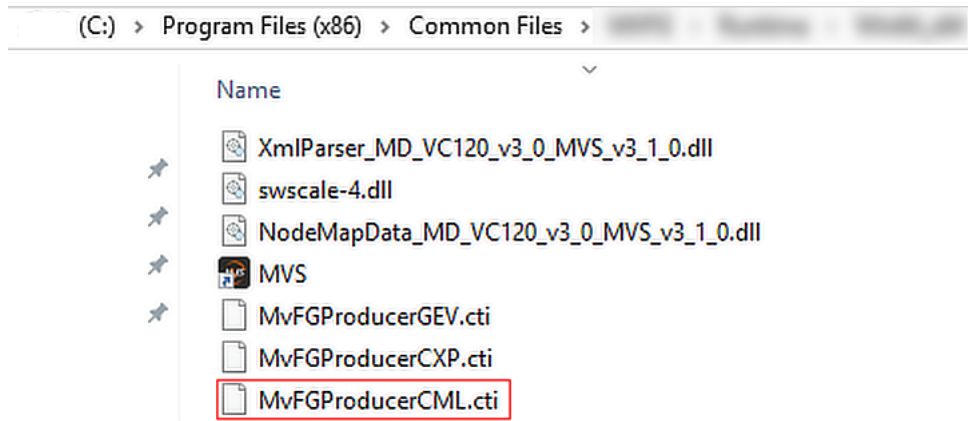 (C:) > Program Files (x86) > Common Files >
Name
XmlParser_MD_VC120_v3_0_MVS_v3_1_0.dll
swscale-4.dll
NodeMapData_MD_VC120_v3_0_MVS_v3_1_0.dll
MVS
MvFGProducerGEV.cti
MvFGProducerCXP.cti
MvFGProducerCML.cti